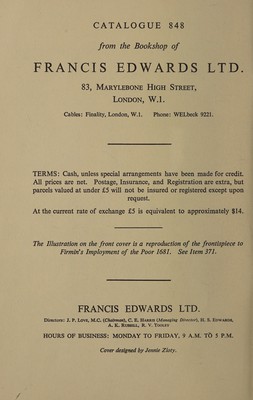 CATALOGUE 848
from the Bookshop of
FRANCIS EDWARDS LTD.
83, MARYLEBONE HIGH STREET,
LONDON, W.1.
Cables: Finality, London, W.1. Phone: WELbeck 9221.
TERMS: Cash, unless special arrangements have been made for credit.
All prices are net. Postage, Insurance, and Registration are extra, but
parcels valued at under £5 will not be insured or registered except upon
request.
At the current rate of exchange £5 is equivalent to approximately $14.
The Illustration on the front cover is a reproduction of the frontispiece to
Firmin's Imployment of the Poor 1681. See Item 371.
FRANCIS EDWARDS LTD.
Directors: J. P. LOVE, M.C. (Chairman), C. E. HARRIS (Managing Director), H. S. EDWARDS,
A. K. RUSSELL, R. V. TOOLEY
HOURS OF BUSINESS: MONDAY TO FRIDAY, 9 A.M. TO 5 P.M.
Cover designed by Jennie Zloty.